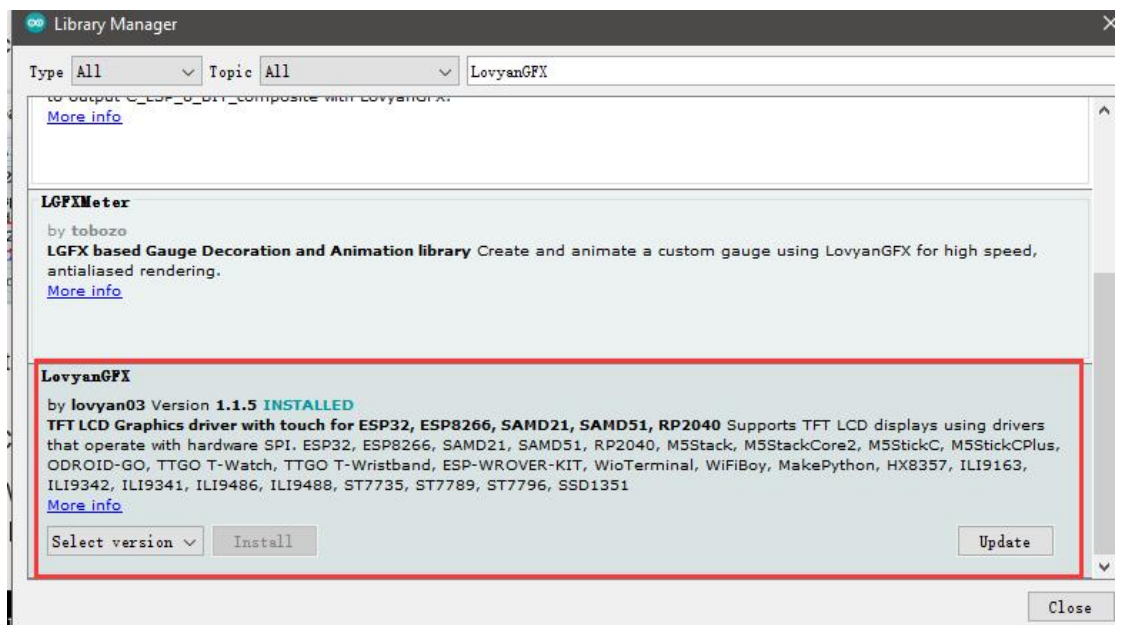 Library Manager
Type All Topic All LovyanGFX
to output C_ESP_8_BIT_composite with LovyanGFX.
More info
LGFXMeter
by tobozo
LGFX based Gauge Decoration and Animation library Create and animate a custom gauge using LovyanGFX for high speed,
antialiased rendering.
More info
LovyanGFX
by lovyan03 Version 1.1.5 INSTALLED
TFT LCD Graphics driver with touch for ESP32, ESP8266, SAMD21, SAMD51, RP2040 Supports TFT LCD displays using drivers
that operate with hardware SPI. ESP32, ESP8266, SAMD21, SAMD51, RP2040, M5Stack, M5StackCore2, M5StickC, M5StickCPlus,
ODROID-GO, TTGO T-Watch, TTGO T-Wristband, ESP-WROVER-KIT, WioTerminal, WiFiBoy, MakePython, HX8357, ILI9163,
ILI9342, ILI9341, ILI9486, ILI9488, ST7735, ST7789, ST7796, SSD1351
More info
Select version Install Update
Close